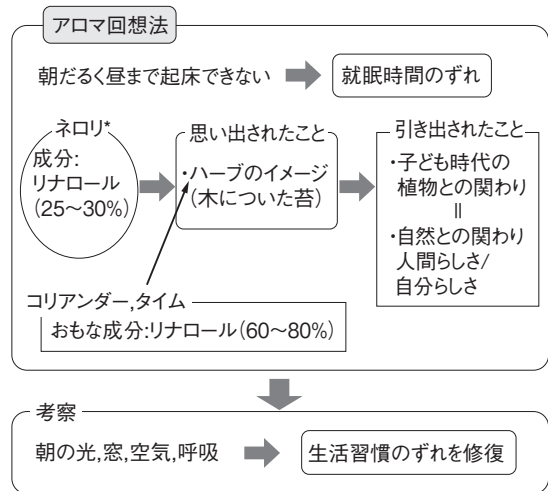 アロマ回想法
朝だるく昼まで起床できない
就眠時間のずれ
ネロリ*
成分:
リナロール
(25〜30%)
思い出されたこと
・ハーブのイメージ
(木についた苔)
引き出されたこと
・子ども時代の
植物との関わり
||
・自然との関わり
人間らしさ/
自分らしさ
コリアンダー,タイム
おもな成分:リナロール(60〜80%)
考察
朝の光,窓,空気,呼吸
生活習慣のずれを修復